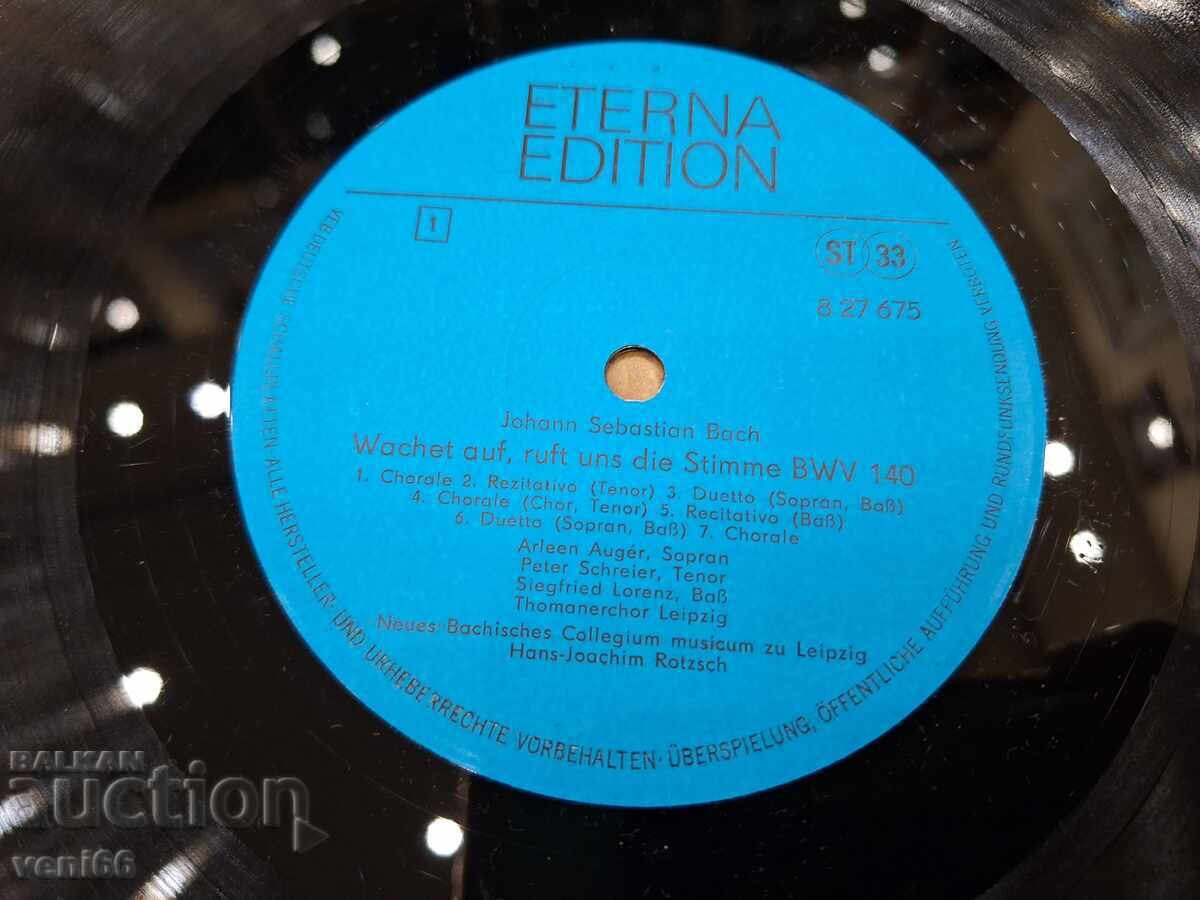 ETERNA
EDITION
1
ST 33
8 27 675
Johann Sebastian Bach
Wachet auf, ruft uns die Stimme BWV 140
1. Chorale 2. Rezitativo (Tenor) 3. Duetto (Sopran, Baß)
4. Chorale (Chor, Tenor) 5. Recitativo (Baß)
6. Duetto (Sopran, Baß) 7. Chorale
Arleen Augér, Sopran
Peter Schreier, Tenor
Siegfried Lorenz, Baß
Thomanerchor Leipzig
Neues Bachisches Collegium musicum zu Leipzig
Hans-Joachim Rotzsch
VEB DEUTSCHE SCHALLPLATTEN · ALLE HERSTELLER- UND URHEBERRECHTE VORBEHALTEN · ÜBERSPIELUNG, ÖFFENTLICHE AUFFÜHRUNG UND RUNDFUNKSENDUNG VERBOTEN
BALKAN
auction
veni66